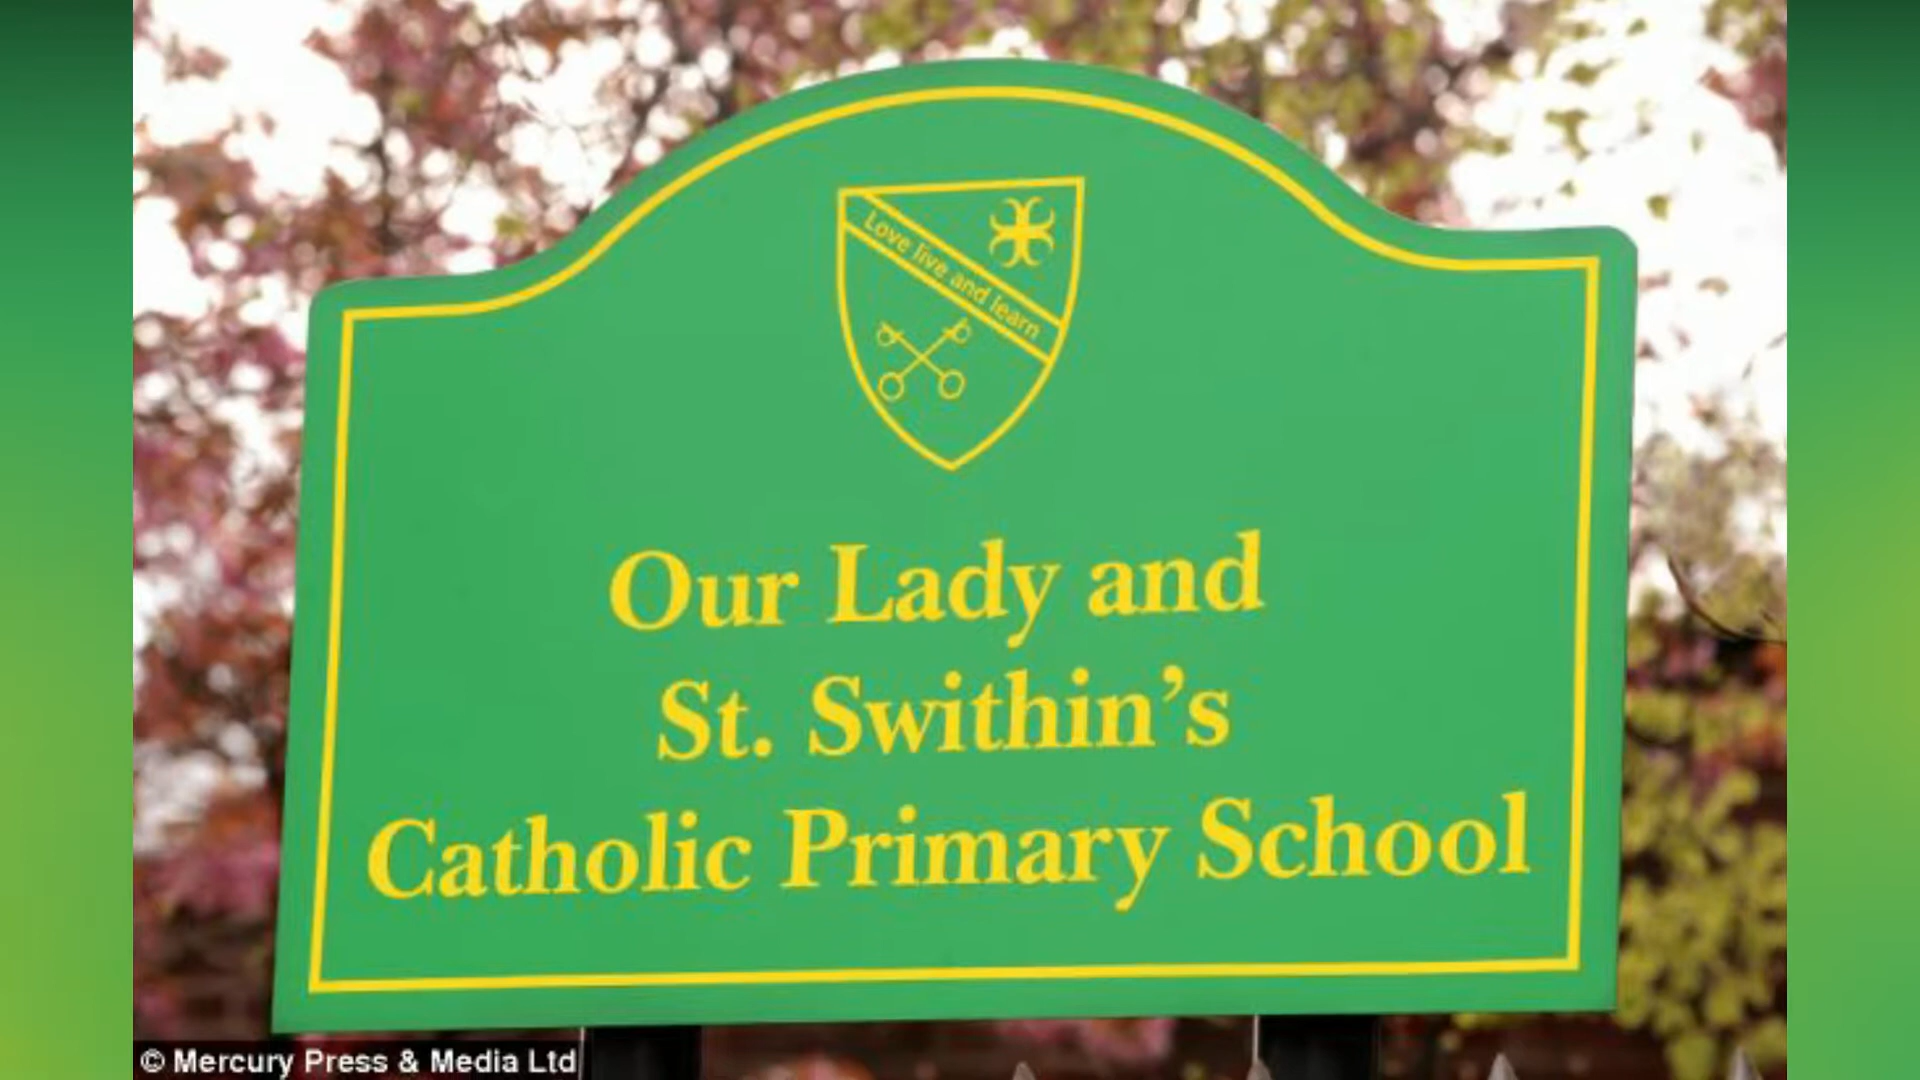 Love live and learn
Our Lady and
St. Swithin's
Catholic Primary School
© Mercury Press & Media Ltd